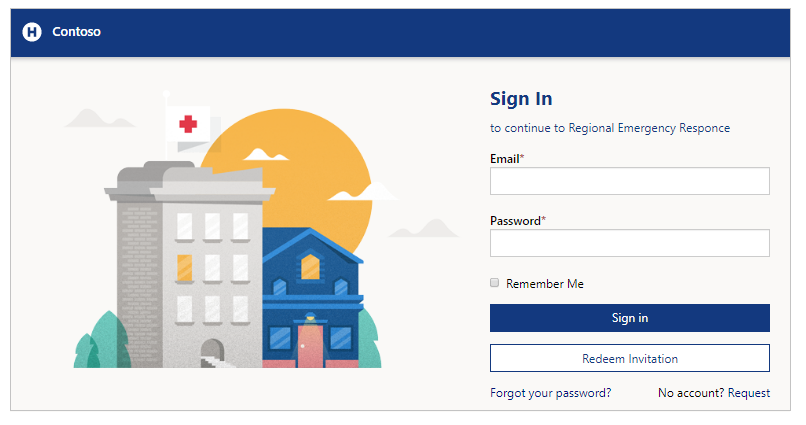 H Contoso
Sign In
to continue to Regional Emergency Responce
Email*
Password*
Remember Me
Sign in
Redeem Invitation
Forgot your password? No account? Request